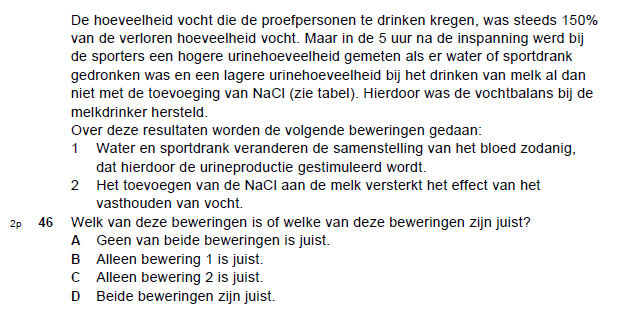 De hoeveelheid vocht die de proefpersonen te drinken kregen, was steeds 150%
van de verloren hoeveelheid vocht. Maar in de 5 uur na de inspanning werd bij
de sporters een hogere urinehoeveelheid gemeten als er water of sportdrank
gedronken was en een lagere urinehoeveelheid bij het drinken van melk al dan
niet met de toevoeging van NaCl (zie tabel). Hierdoor was de vochtbalans bij de
melkdrinker hersteld.
Over deze resultaten worden de volgende beweringen gedaan:
1 Water en sportdrank veranderen de samenstelling van het bloed zodanig,
dat hierdoor de urineproductie gestimuleerd wordt.
2 Het toevoegen van de NaCl aan de melk versterkt het effect van het
vasthouden van vocht.
2p 46 Welk van deze beweringen is of welke van deze beweringen zijn juist?
A Geen van beide beweringen is juist.
B Alleen bewering 1 is juist.
C Alleen bewering 2 is juist.
D Beide beweringen zijn juist.